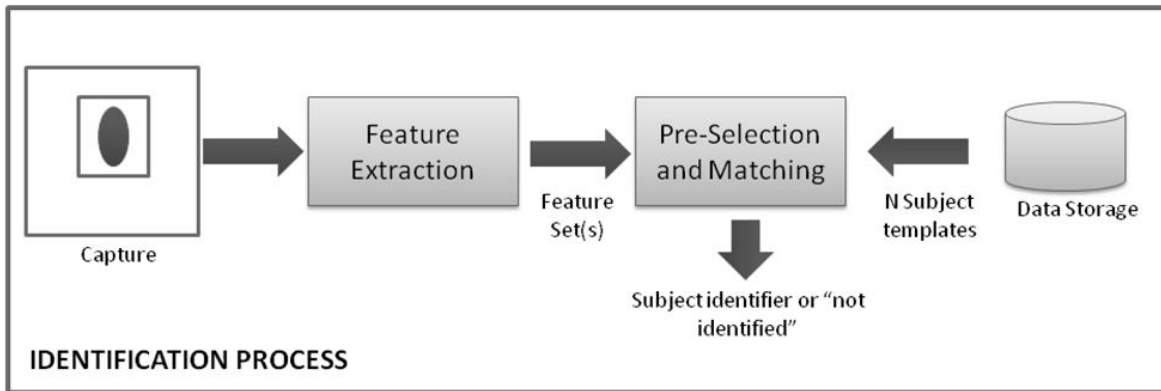 Feature
Extraction
Pre-Selection
and Matching
Capture
Feature
Set(s)
N Subject
templates
Data Storage
Subject identifier or “not
identified”
IDENTIFICATION PROCESS